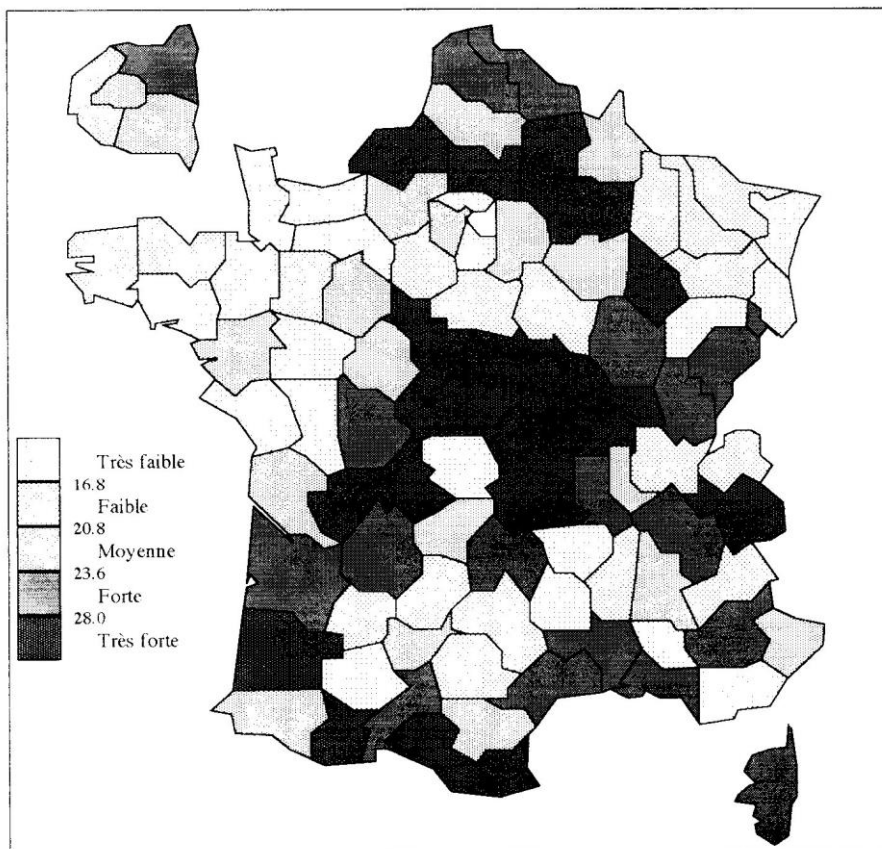 Très faible
16.8
Faible
20.8
Moyenne
23.6
Forte
28.0
Très forte